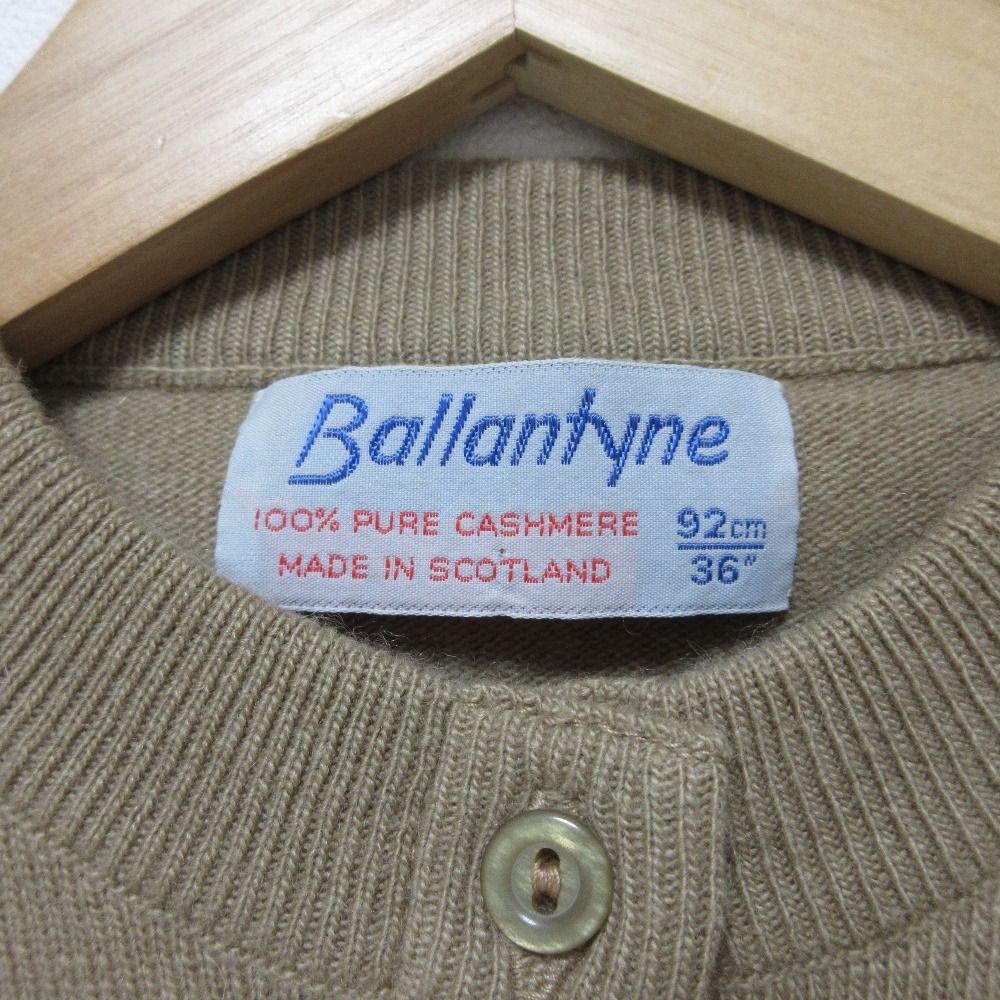 Ballantyne
100% PURE CASHMERE
MADE IN SCOTLAND
92cm
36"